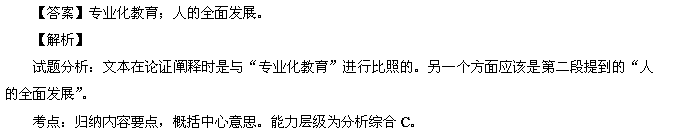 【答案】专业化教育；人的全面发展。
【解析】
试题分析：文本在论证阐释时是与“专业化教育”进行比照的。另一个方面应该是第二段提到的“人
的全面发展”。
考点：归纳内容要点，概括中心意思。能力层级为分析综合 C。